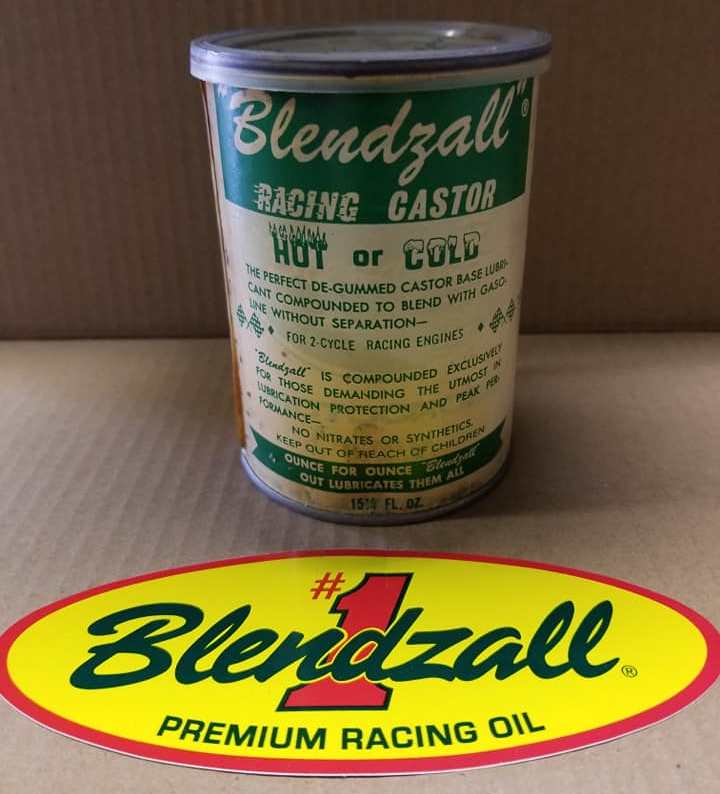 "Blendzall"®
RACING CASTOR
HOT or COLD
THE PERFECT DE-GUMMED CASTOR BASE LUBRI-
CANT COMPOUNDED TO BLEND WITH GASO-
LINE WITHOUT SEPARATION—
FOR 2-CYCLE RACING ENGINES
"Blendzall" IS COMPOUNDED EXCLUSIVELY
FOR THOSE DEMANDING THE UTMOST IN
LUBRICATION PROTECTION AND PEAK PER-
FORMANCE—
NO NITRATES OR SYNTHETICS.
KEEP OUT OF REACH OF CHILDREN
OUNCE FOR OUNCE "Blendzall"
OUT LUBRICATES THEM ALL
FL. OZ.
#1
Blendzall®
PREMIUM RACING OIL